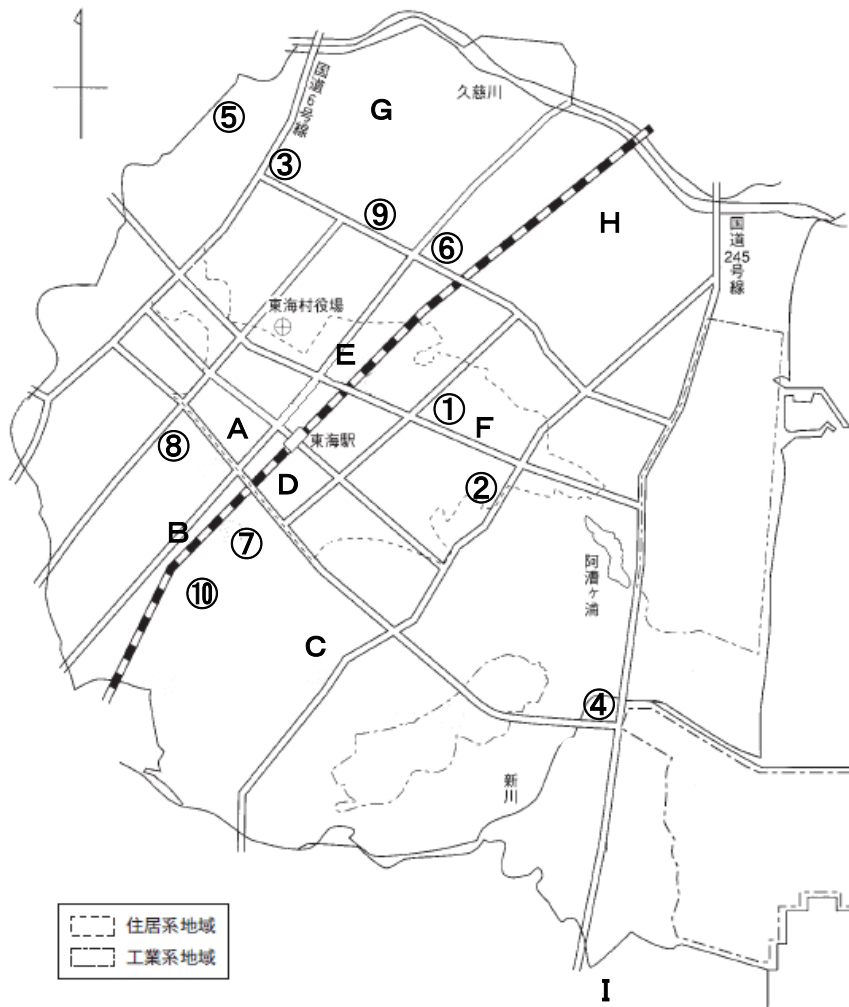 国道6号線
G
久慈川
⑤
③
⑨
⑥
H
国道245号線
東海村役場
E
①
A
F
東海駅
⑧
D
②
B
⑦
⑩
阿漕ヶ浦
C
④
新川
住居系地域
工業系地域
I